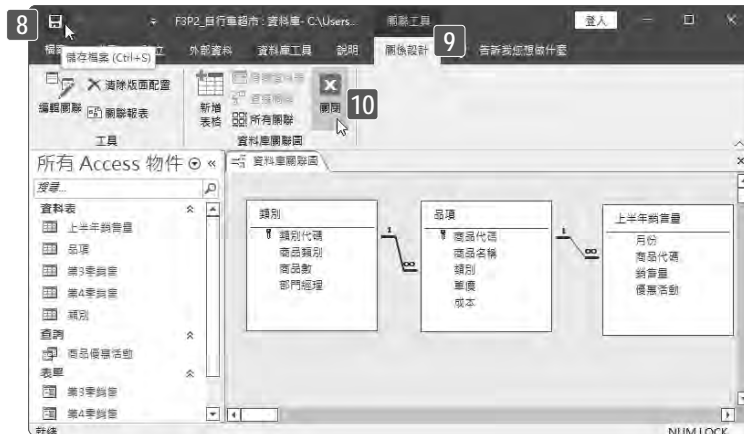 8
F3P2_自行車超市 : 資料庫- C:\Users...
關聯工具
登入
儲存檔案 (Ctrl+S)
外部資料
資料庫工具
說明
關係設計
9
告訴我您想做什麼
編輯關聯
清除版面配置
關聯報表
工具
新增
表格
所有關聯
關閉
10
資料庫關聯圖
所有 Access 物件
搜尋...
資料表
上半年銷售量
品項
第3季銷售
第4季銷售
類別
查詢
商品優惠活動
表單
第3季銷售
第4季銷售
資料庫關聯圖
類別
類別代碼
商品類別
商品數
部門經理
1
∞
品項
商品代碼
商品名稱
類別
單價
成本
1
∞
上半年銷售量
月份
商品代碼
銷售量
優惠活動
就緒
NUM LOCK